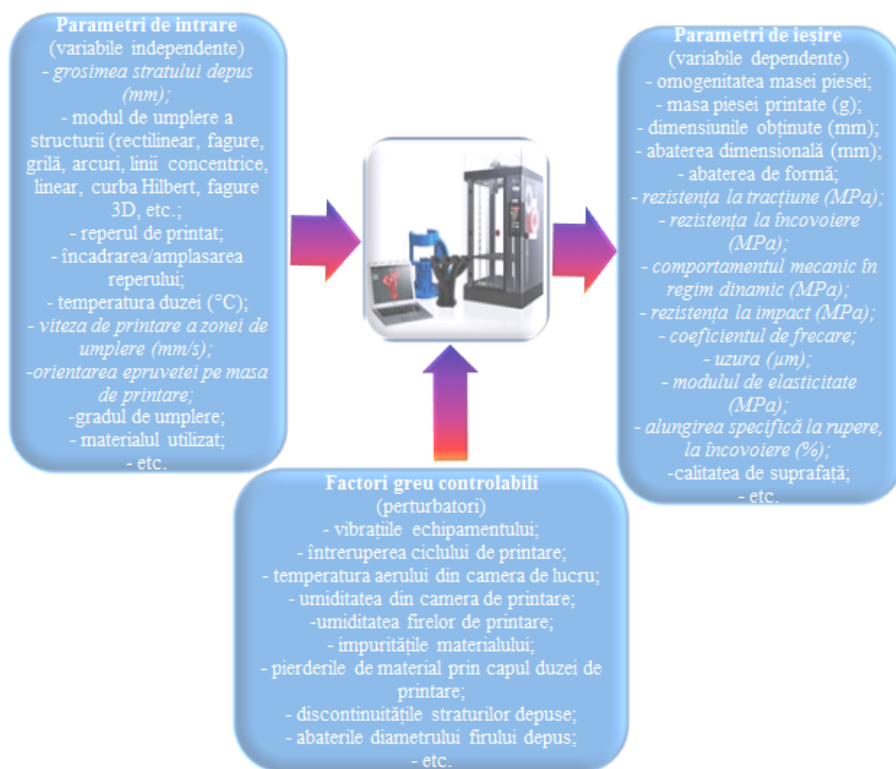 Parametri de intrare
(variabile independente)
- grosimea stratului depus
(mm);
- modul de umplere a
structurii (rectilinear, fagure,
grilă, arcuri, linii concentrice,
linear, curba Hilbert, fagure
3D, etc.;
- reperul de printat;
- încadrarea/amplasarea
reperului;
- temperatura duzei (°C);
- viteza de printare a zonei de
umplere (mm/s);
-orientarea epruvetei pe masa
de printare;
-gradul de umplere;
- materialul utilizat;
- etc.
Parametri de ieșire
(variabile dependente)
- omogenitatea masei piesei;
- masa piesei printate (g);
- dimensiunile obținute (mm);
- abaterea dimensională (mm);
- abaterea de formă;
- rezistența la tracțiune (MPa);
- rezistența la încovoiere
(MPa);
- comportamentul mecanic în
regim dinamic (MPa);
- rezistența la impact (MPa);
- coeficientul de frecare;
- uzura (µm);
- modulul de elasticitate
(MPa);
- alungirea specifică la rupere,
la încovoiere (%);
-calitatea de suprafață;
- etc.
Factori greu controlabili
(perturbatori)
- vibrațiile echipamentului;
- întreruperea ciclului de printare;
- temperatura aerului din camera de lucru;
- umiditatea din camera de printare;
-umiditatea firelor de printare;
- impuritățile materialului;
- pierderile de material prin capul duzei de
printare;
- discontinuitățile straturilor depuse;
- abaterile diametrului firului depus;
- etc.